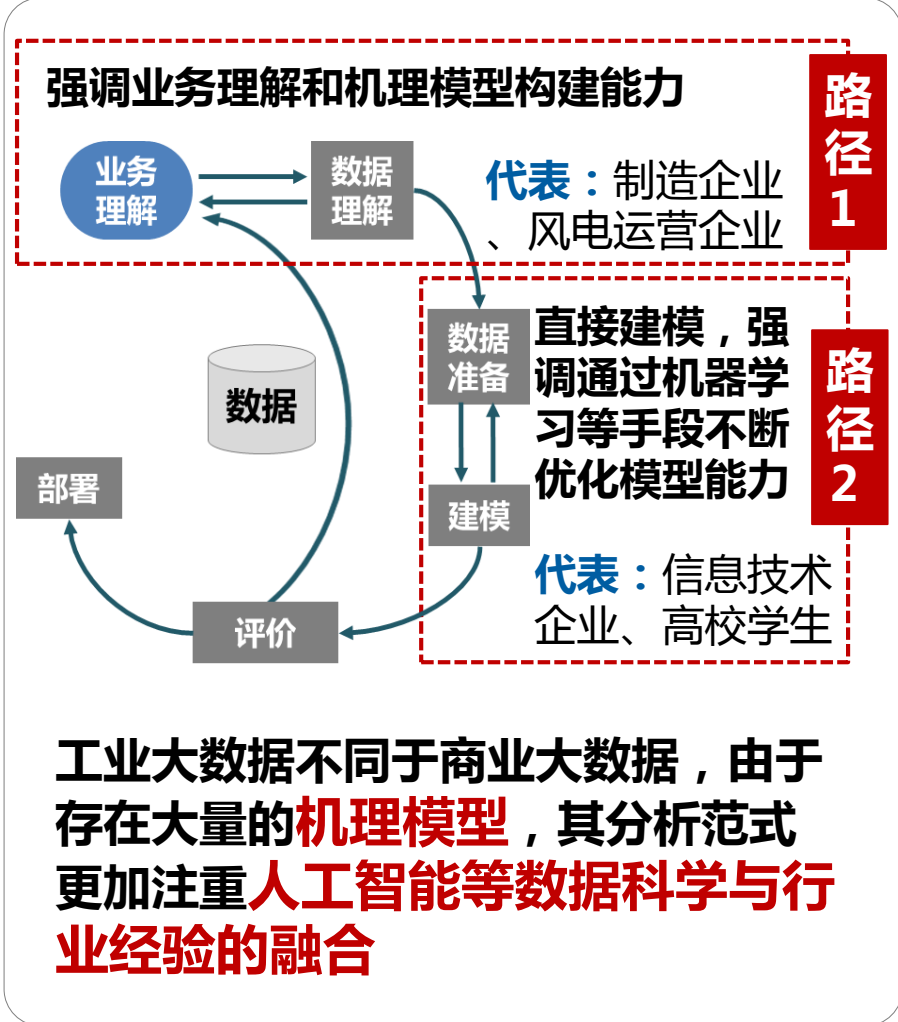 强调业务理解和机理模型构建能力
路
径
1
业务
理解
数据
理解
代表：制造企业
、风电运营企业
数据
准备
直接建模，强
调通过机器学
习等手段不断
优化模型能力
路
径
2
数据
部署
建模
代表：信息技术
企业、高校学生
评价
工业大数据不同于商业大数据，由于
存在大量的机理模型，其分析范式
更加注重人工智能等数据科学与行
业经验的融合